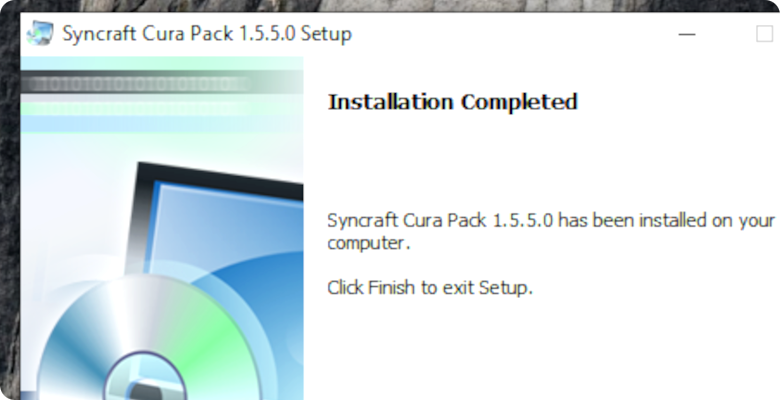 Syncraft Cura Pack 1.5.5.0 Setup
Installation Completed
Syncraft Cura Pack 1.5.5.0 has been installed on your
computer.
Click Finish to exit Setup.